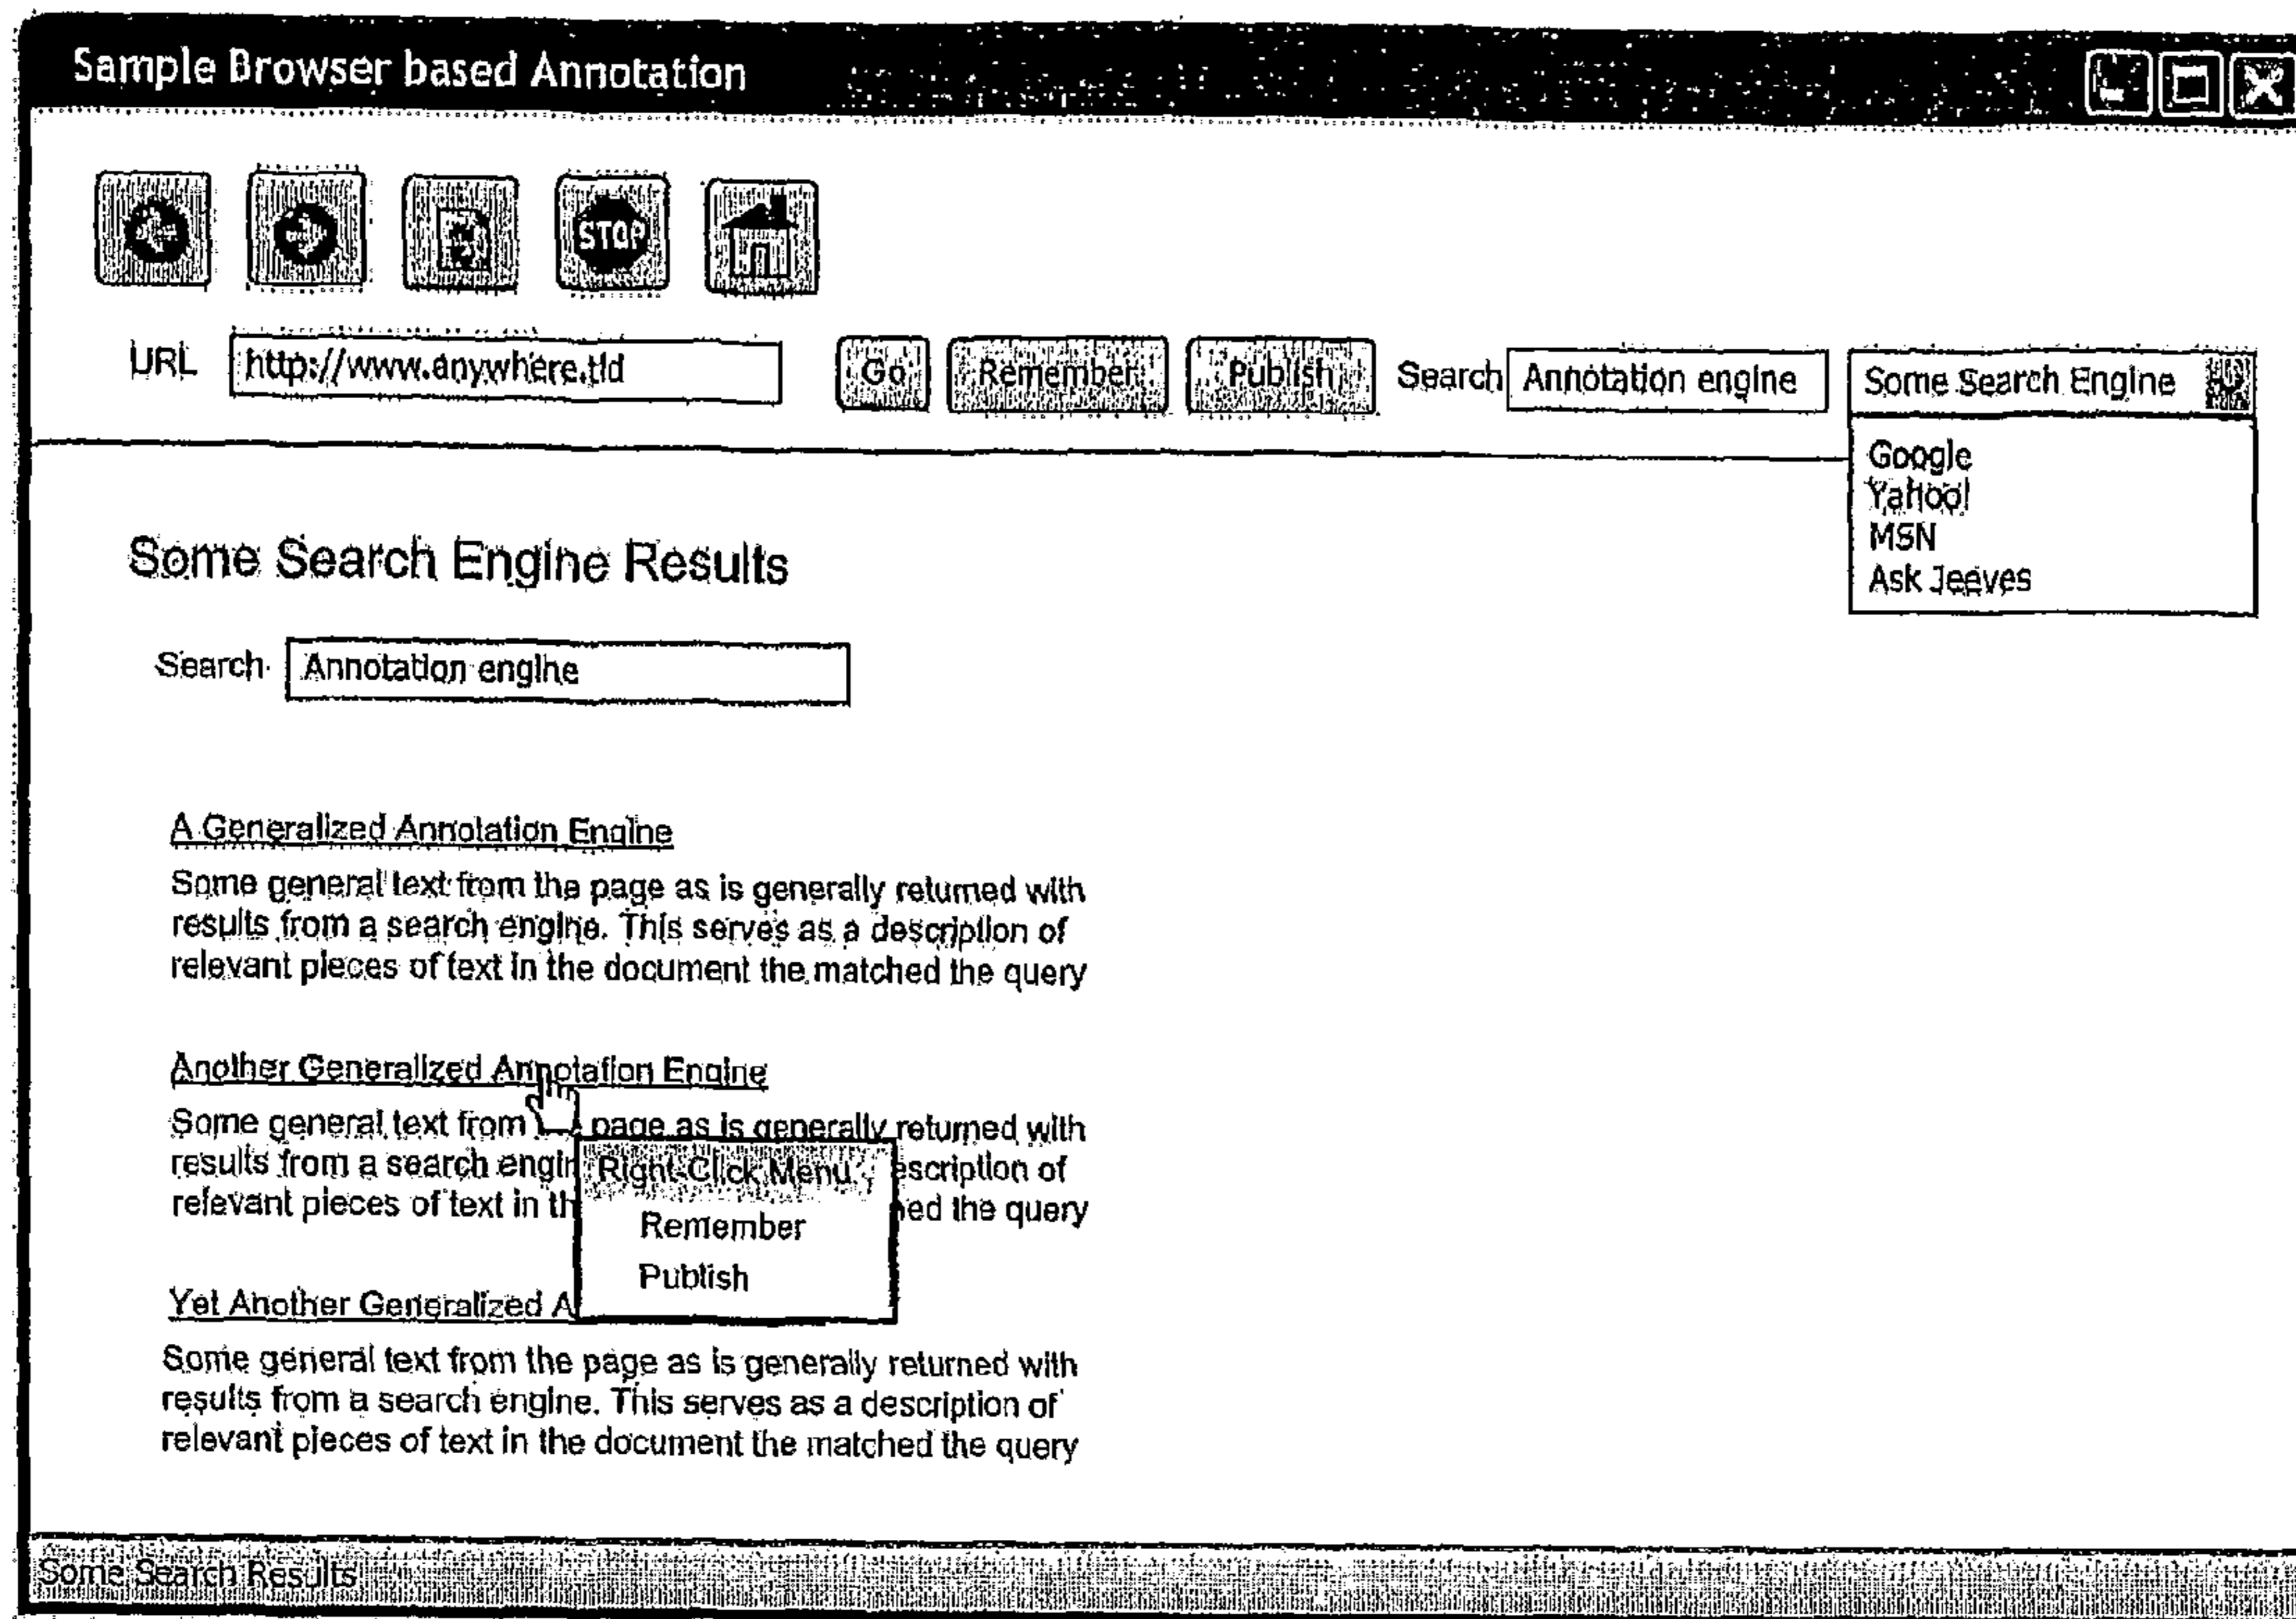 Sample Browser based Annotation
STOP
URL http://www.anywhere.tld Go Remember Publish Search Annotation engine Some Search Engine
Google
Yahoo!
MSN
Ask Jeeves
Some Search Engine Results
Search Annotation engine
A Generalized Annotation Engine
Some general text from the page as is generally returned with
results from a search engine. This serves as a description of
relevant pieces of text in the document the matched the query
Another Generalized Annotation Engine
Some general text from page as is generally returned with
results from a search engin escription of
relevant pieces of text in th hed the query
Right-Click Menu
Remember
Publish
Yet Another Generalized A
Some general text from the page as is generally returned with
results from a search engine. This serves as a description of
relevant pieces of text in the document the matched the query
Some Search Results